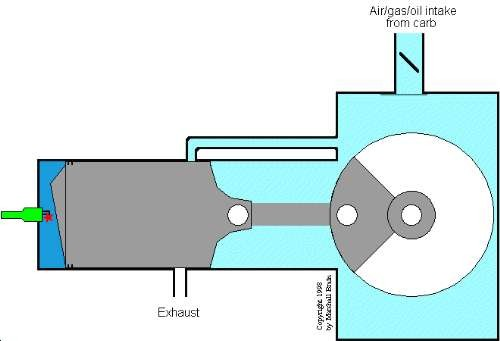 Air/gas/oil intake
from carb
Exhaust
Copyright 1998
by Marshall Brain